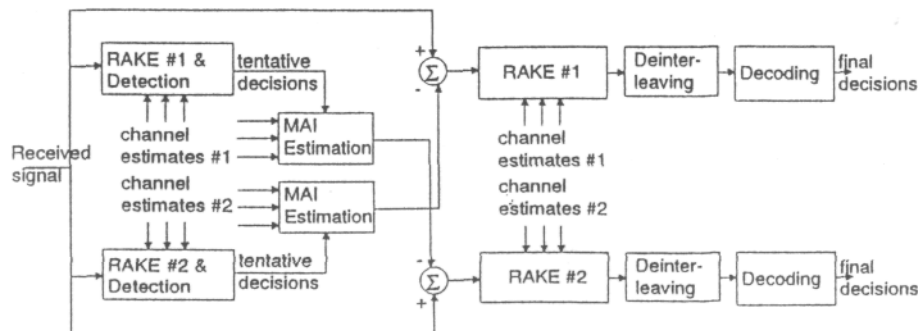 RAKE #1 &
Detection
tentative
decisions
+
Σ
-
RAKE #1
Deinter-
leaving
Decoding
final
decisions
channel
estimates #1
MAI
Estimation
channel
estimates #1
Received
signal
channel
estimates #2
MAI
Estimation
channel
estimates #2
RAKE #2 &
Detection
tentative
decisions
-
Σ
+
RAKE #2
Deinter-
leaving
Decoding
final
decisions